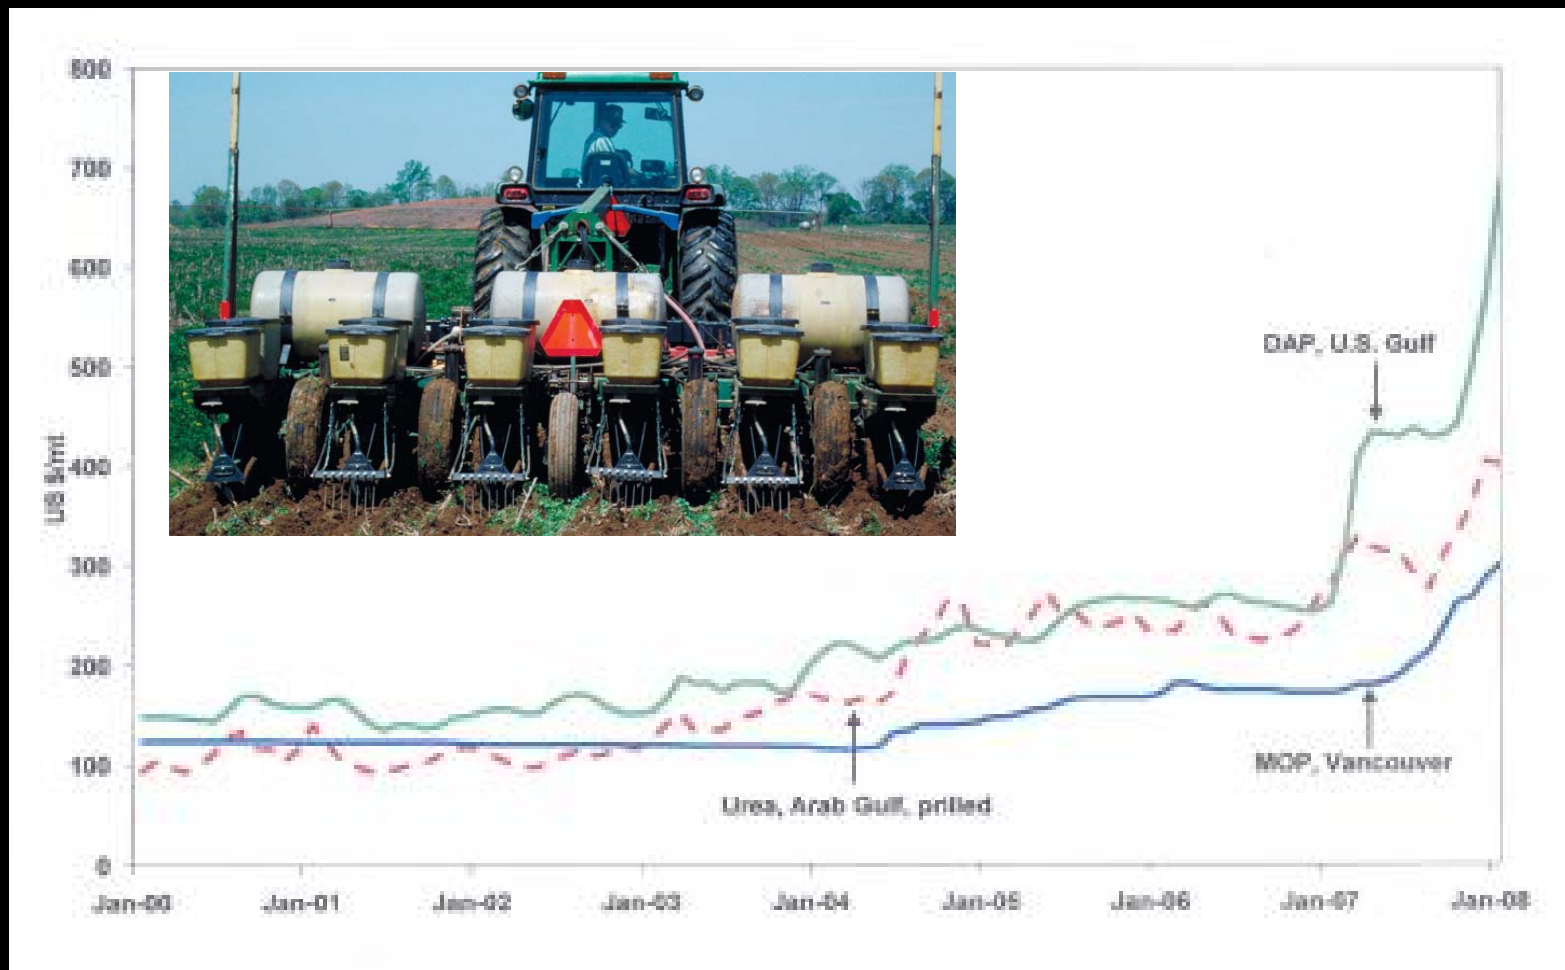 800
700
600
500
400
300
200
100
0
US $/mt
DAP, U.S. Gulf
MOP, Vancouver
Urea, Arab Gulf, prilled
Jan-00 Jan-01 Jan-02 Jan-03 Jan-04 Jan-05 Jan-06 Jan-07 Jan-08